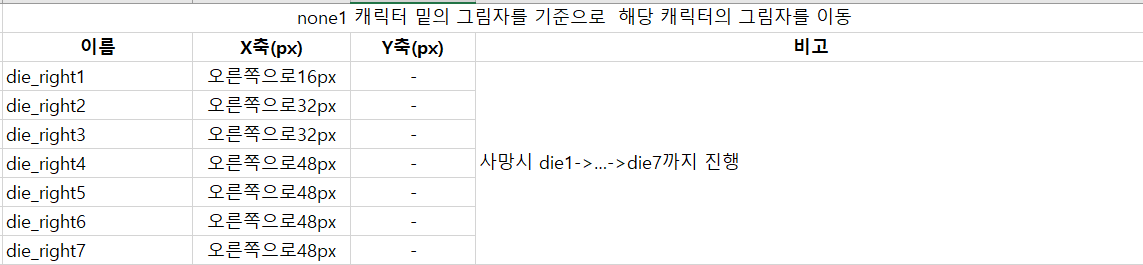 none1 캐릭터 밑의 그림자를 기준으로  해당 캐릭터의 그림자를 이동
이름 X축(px) Y축(px) 비고
die_right1 오른쪽으로16px -
die_right2 오른쪽으로32px -
die_right3 오른쪽으로32px -
die_right4 오른쪽으로48px - 사망시 die1->...->die7까지 진행
die_right5 오른쪽으로48px -
die_right6 오른쪽으로48px -
die_right7 오른쪽으로48px -